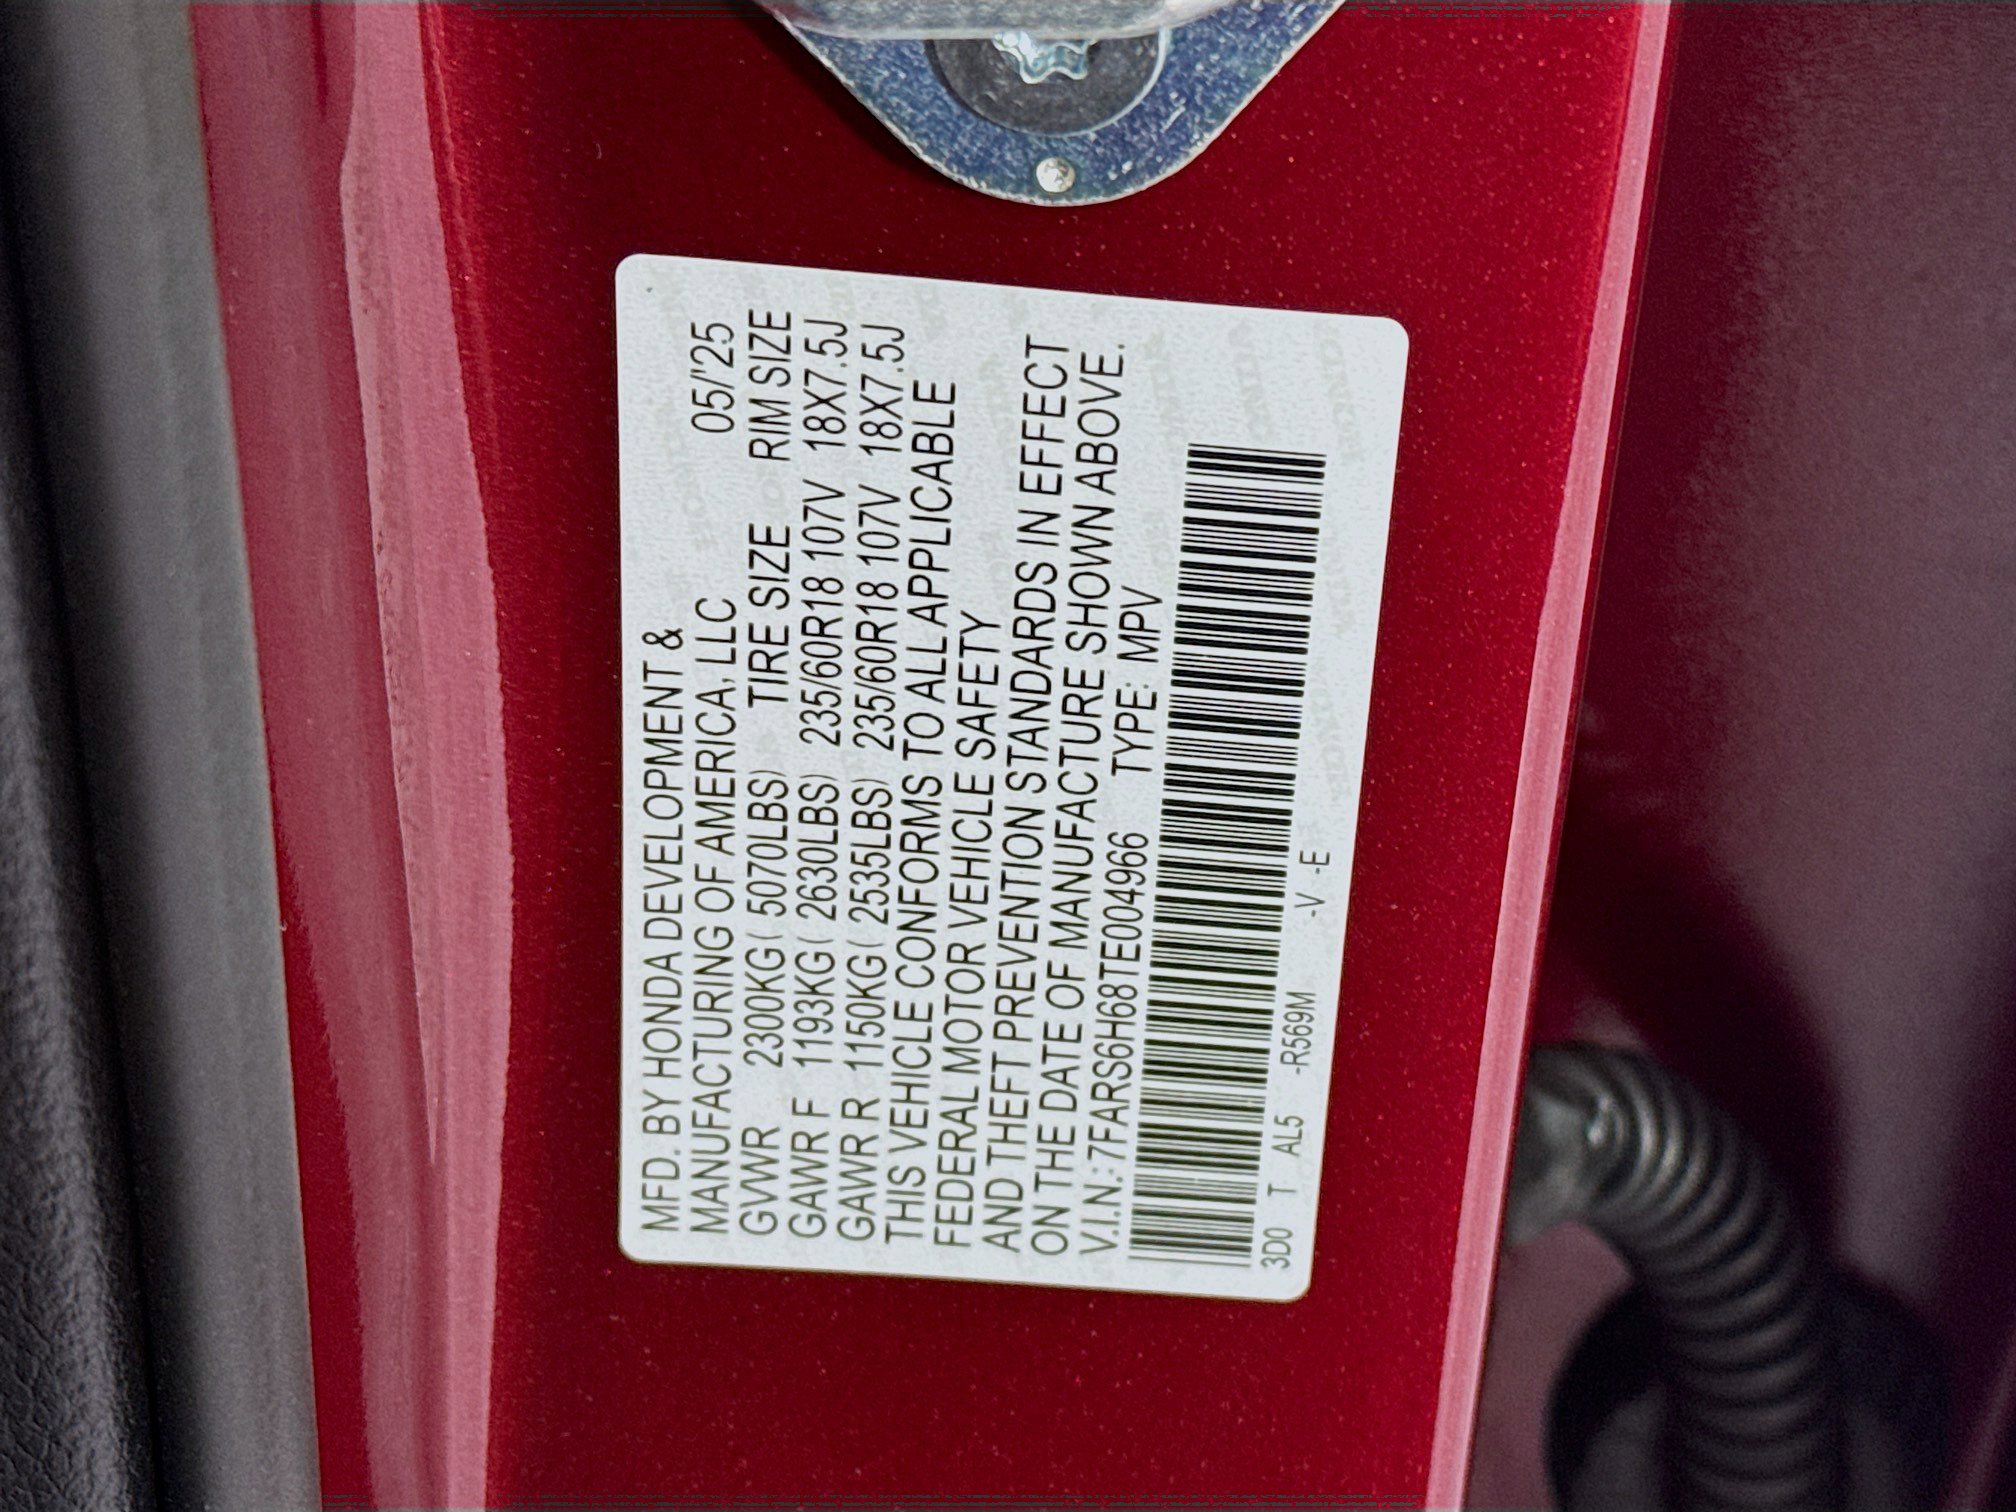 MFD. BY HONDA DEVELOPMENT &
MANUFACTURING OF AMERICA, LLC 05/'25
GVWR 2300KG( 5070LBS) TIRE SIZE RIM SIZE
GAWR F 1193KG( 2630LBS) 235/60R18 107V 18X7.5J
GAWR R 1150KG( 2535LBS) 235/60R18 107V 18X7.5J
THIS VEHICLE CONFORMS TO ALL APPLICABLE
FEDERAL MOTOR VEHICLE SAFETY
AND THEFT PREVENTION STANDARDS IN EFFECT
ON THE DATE OF MANUFACTURE SHOWN ABOVE.
V.I.N.:7FARS6H68TE004966 TYPE: MPV
3D0 T AL5 -R569M -V -E